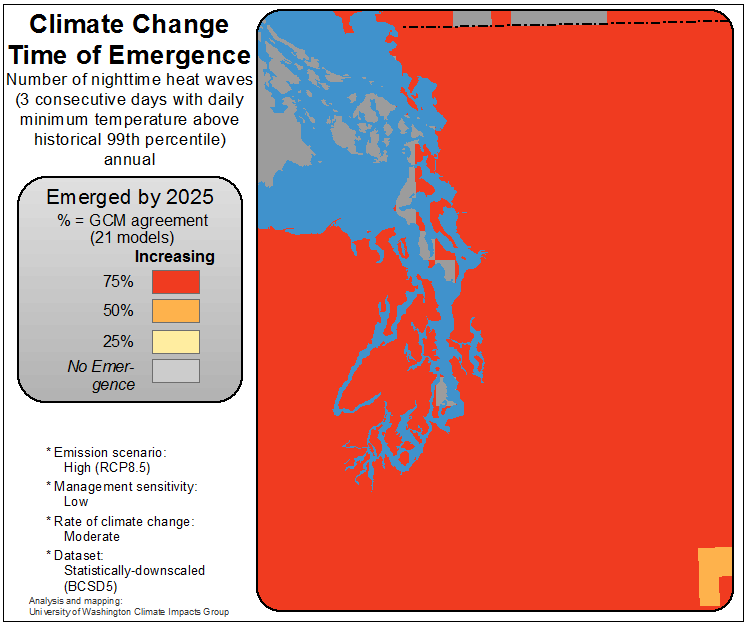 Climate Change
Time of Emergence
Number of nighttime heat waves
(3 consecutive days with daily
minimum temperature above
historical 99th percentile)
annual
Emerged by 2025
% = GCM agreement
(21 models)
Increasing
75%
50%
25%
No Emer-
gence
* Emission scenario:
High (RCP8.5)
* Management sensitivity:
Low
* Rate of climate change:
Moderate
* Dataset:
Statistically-downscaled
(BCSD5)
Analysis and mapping:
University of Washington Climate Impacts Group